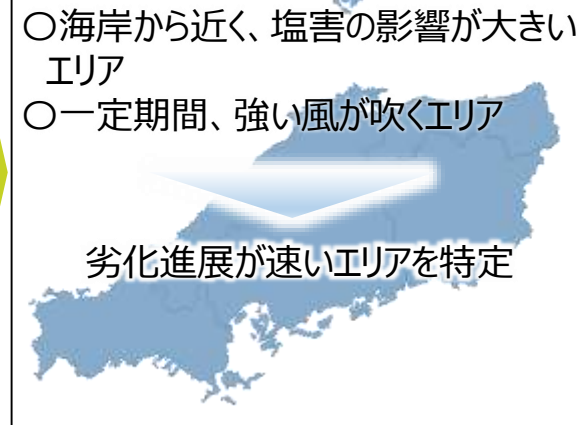 〇海岸から近く、塩害の影響が大きい
エリア
〇一定期間、強い風が吹くエリア
劣化進展が速いエリアを特定